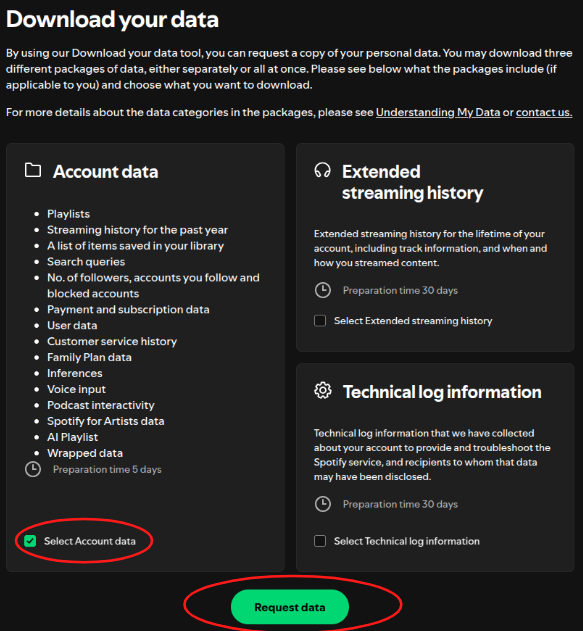 Download your data
By using our Download your data tool, you can request a copy of your personal data. You may download three
different packages of data, either separately or all at once. Please see below what the packages include (if
applicable to you) and choose what you want to download.
For more details about the data categories in the packages, please see Understanding My Data or contact us.
Account data
Playlists
Streaming history for the past year
A list of items saved in your library
Search queries
No. of followers, accounts you follow and
blocked accounts
Payment and subscription data
User data
Customer service history
Family Plan data
Inferences
Voice input
Podcast interactivity
Spotify for Artists data
AI Playlist
Wrapped data
Preparation time 5 days
Select Account data
Extended
streaming history
Extended streaming history for the lifetime of your
account, including track information, and when and
how you streamed content.
Preparation time 30 days
Select Extended streaming history
Technical log information
Technical log information that we have collected
about your account to provide and troubleshoot the
Spotify service, and recipients to whom that data
may have been disclosed.
Preparation time 30 days
Select Technical log information
Request data